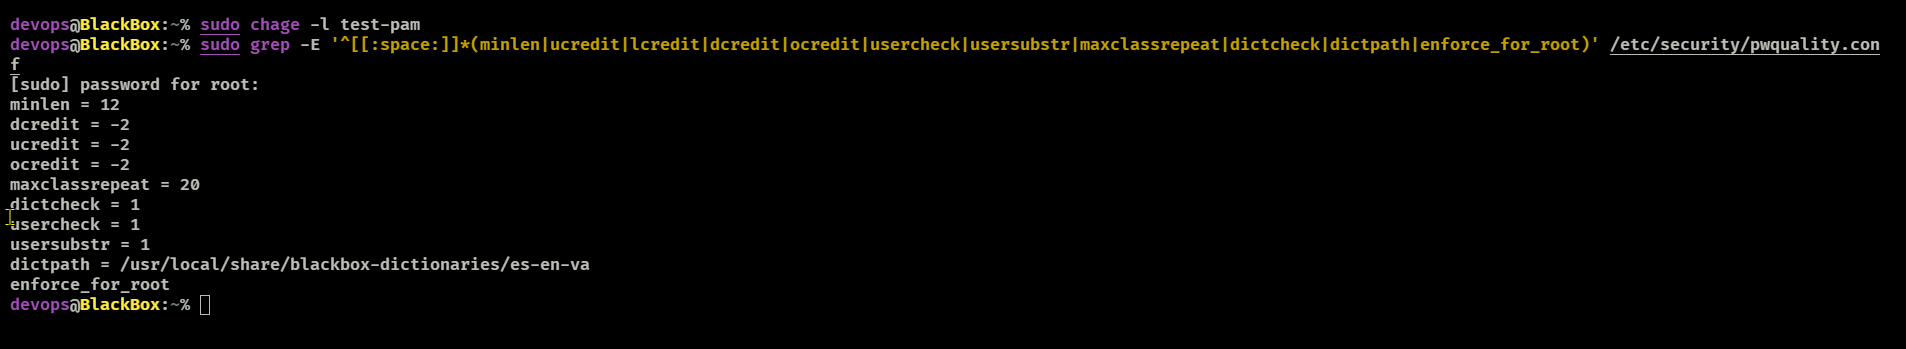 devops@BlackBox:~% sudo chage -l test-pam
devops@BlackBox:~% sudo grep -E '^[[:space:]]*(minlen|ucredit|lcredit|dcredit|ocredit|usercheck|usersubstr|maxclassrepeat|dictcheck|dictpath|enforce_for_root)' /etc/security/pwquality.con
f
[sudo] password for root:
minlen = 12
dcredit = -2
ucredit = -2
ocredit = -2
maxclassrepeat = 20
dictcheck = 1
usercheck = 1
usersubstr = 1
dictpath = /usr/local/share/blackbox-dictionaries/es-en-va
enforce_for_root
devops@BlackBox:~%